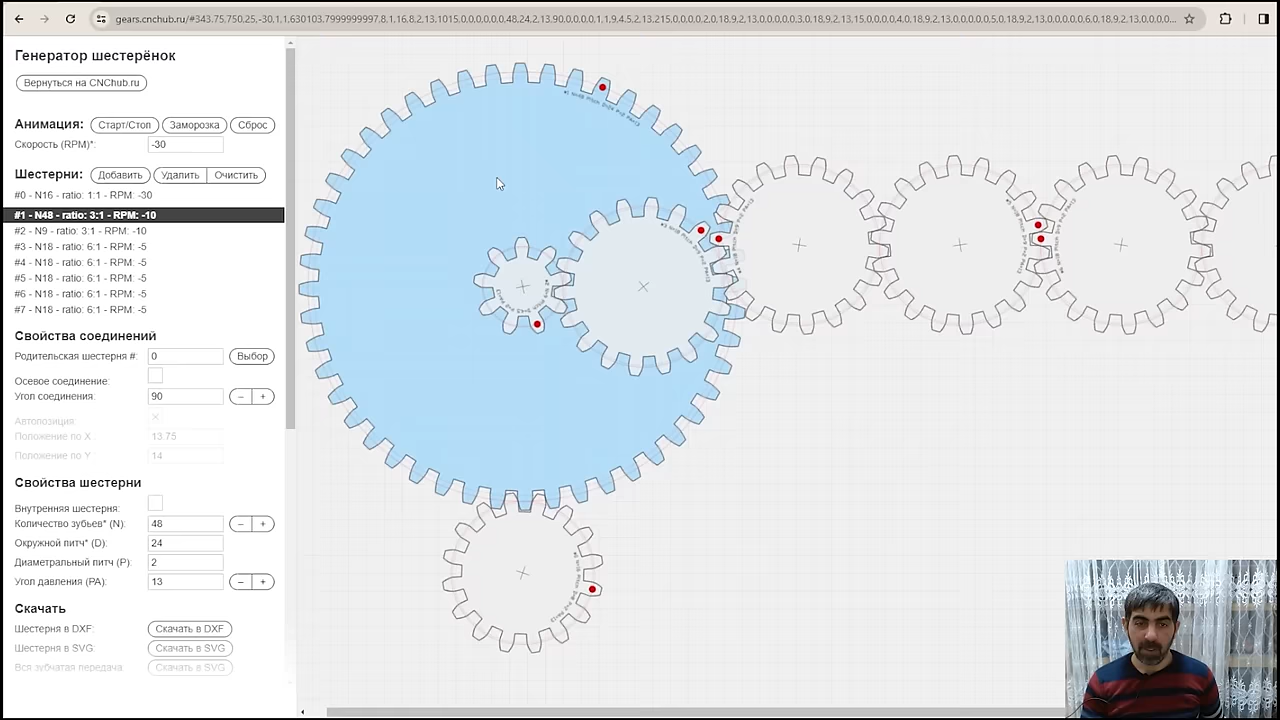 gears.cnchub.ru/#343.75,750.25,-30.1,1.630103.7999999997,8.1.16.8.2.13.1015.0.0.0.0.0.0.48.24.2.13.90.0.0.0.0.1.1.9.4.5.2.13.215.0.0.0.0.2.0.18.9.2.13.0.0.0.0.0.3.0.18.9.2.13.15.0.0.0.0.4.0.18.9.2.13.0.0.0.0.0.5.0.18.9.2.13.0.0.0.0.0.6.0.18.9.2.13.0.0.0.0...
Генератор шестерёнок
Вернуться на CNChub.ru
Анимация: Старт/Стоп Заморозка Сброс
Скорость (RPM)*: -30
Шестерни: Добавить Удалить Очистить
#0 - N16 - ratio: 1:1 - RPM: -30
#1 - N48 - ratio: 3:1 - RPM: -10
#2 - N9 - ratio: 3:1 - RPM: -10
#3 - N18 - ratio: 6:1 - RPM: -5
#4 - N18 - ratio: 6:1 - RPM: -5
#5 - N18 - ratio: 6:1 - RPM: -5
#6 - N18 - ratio: 6:1 - RPM: -5
#7 - N18 - ratio: 6:1 - RPM: -5
Свойства соединений
Родительская шестерня #: 0 Выбор
Осевое соединение:
Угол соединения: 90 – +
Автопозиция: ×
Положение по X 13.75
Положение по Y 14
Свойства шестерни
Внутренняя шестерня:
Количество зубьев* (N): 48 – +
Окружной питч* (D): 24
Диаметральный питч (P): 2
Угол давления (PA): 13 – +
Скачать
Шестерня в DXF: Скачать в DXF
Шестерня в SVG: Скачать в SVG
Вся зубчатая передача: Скачать в SVG